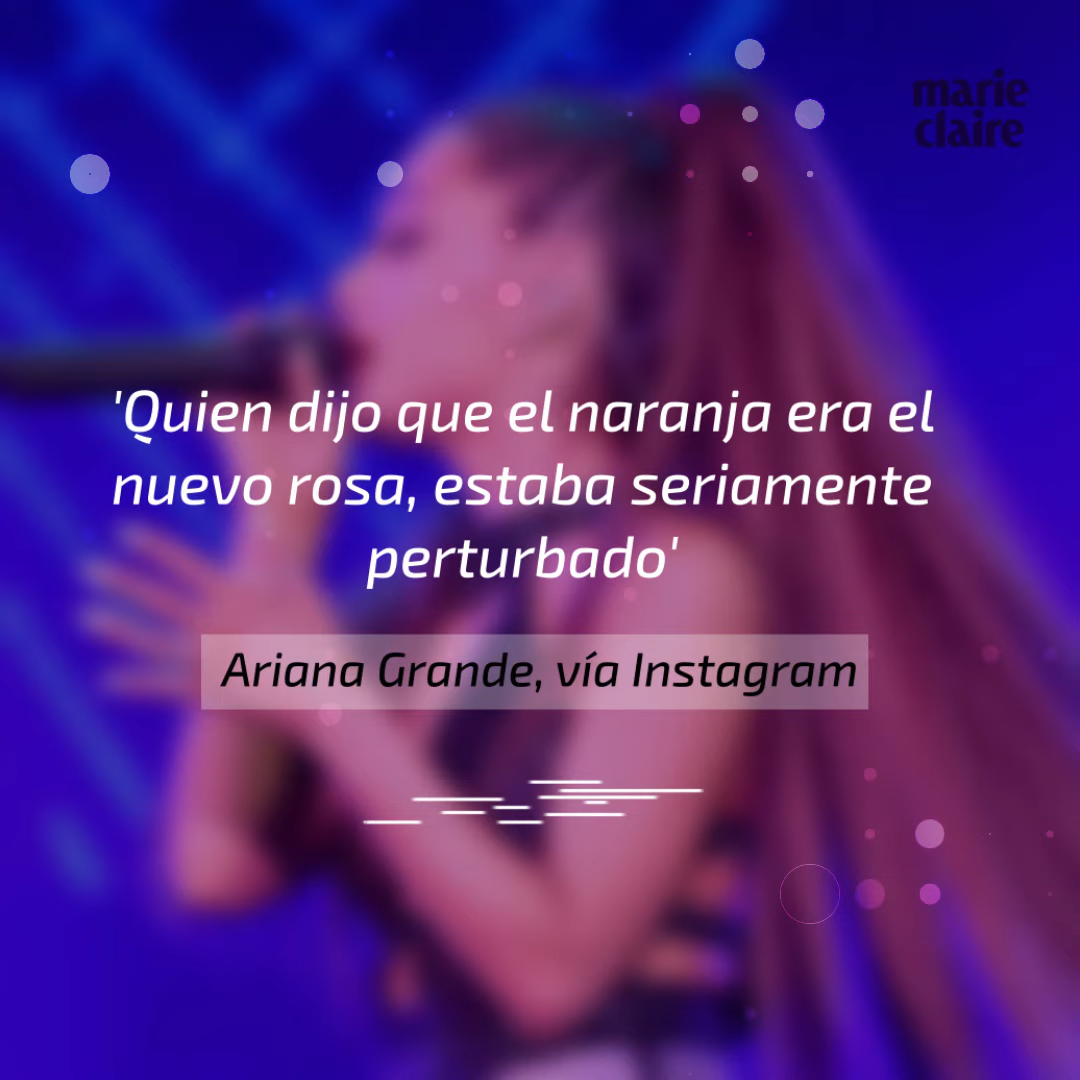 marie
claire
'Quien dijo que el naranja era el
nuevo rosa, estaba seriamente
perturbado'
Ariana Grande, vía Instagram